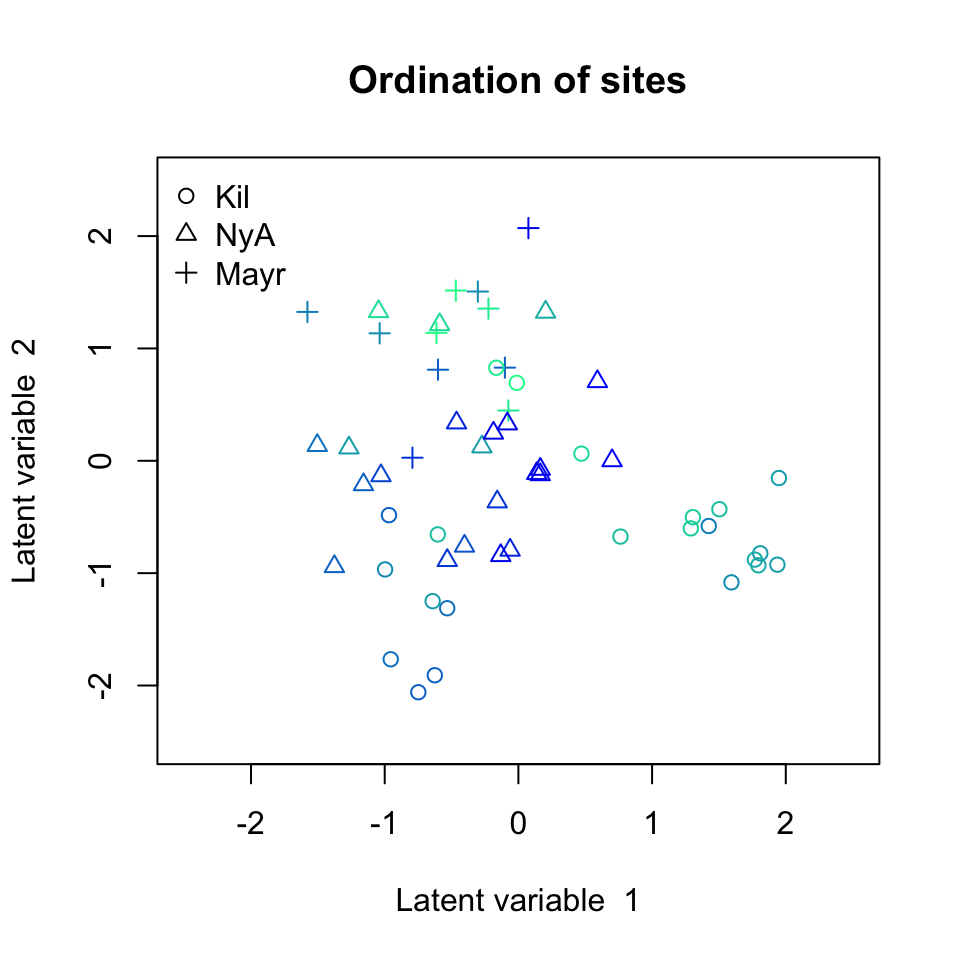 Ordination of sites
Kil
NyA
Mayr
2
1
0
-1
-2
Latent variable 2
-2 -1 0 1 2
Latent variable 1